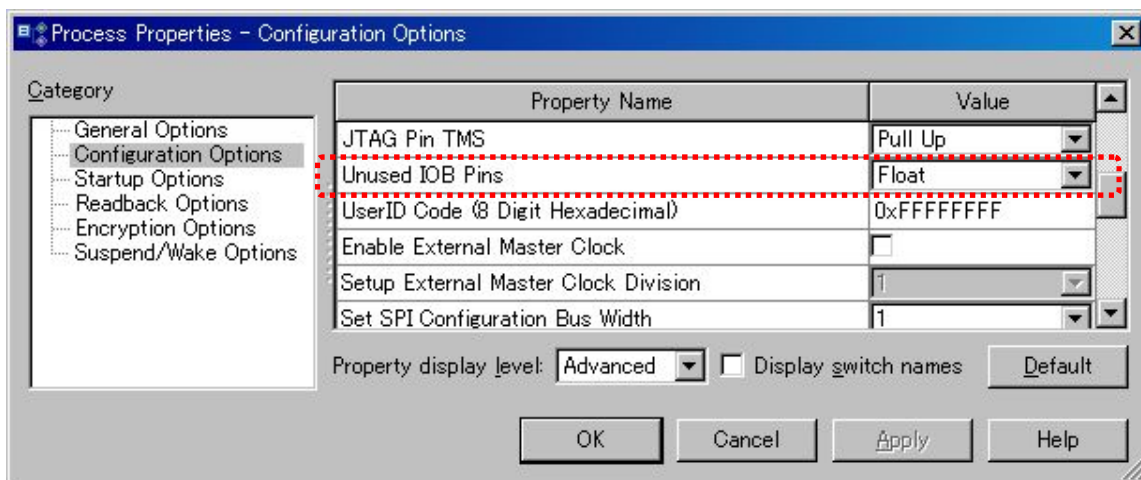 Process Properties - Configuration Options
Category
General Options
Configuration Options
Startup Options
Readback Options
Encryption Options
Suspend/Wake Options
Property Name Value
JTAG Pin TMS Pull Up
Unused IOB Pins Float
UserID Code (8 Digit Hexadecimal) 0xFFFFFFFF
Enable External Master Clock
Setup External Master Clock Division 1
Set SPI Configuration Bus Width 1
Property display level: Advanced Display switch names Default
OK Cancel Apply Help